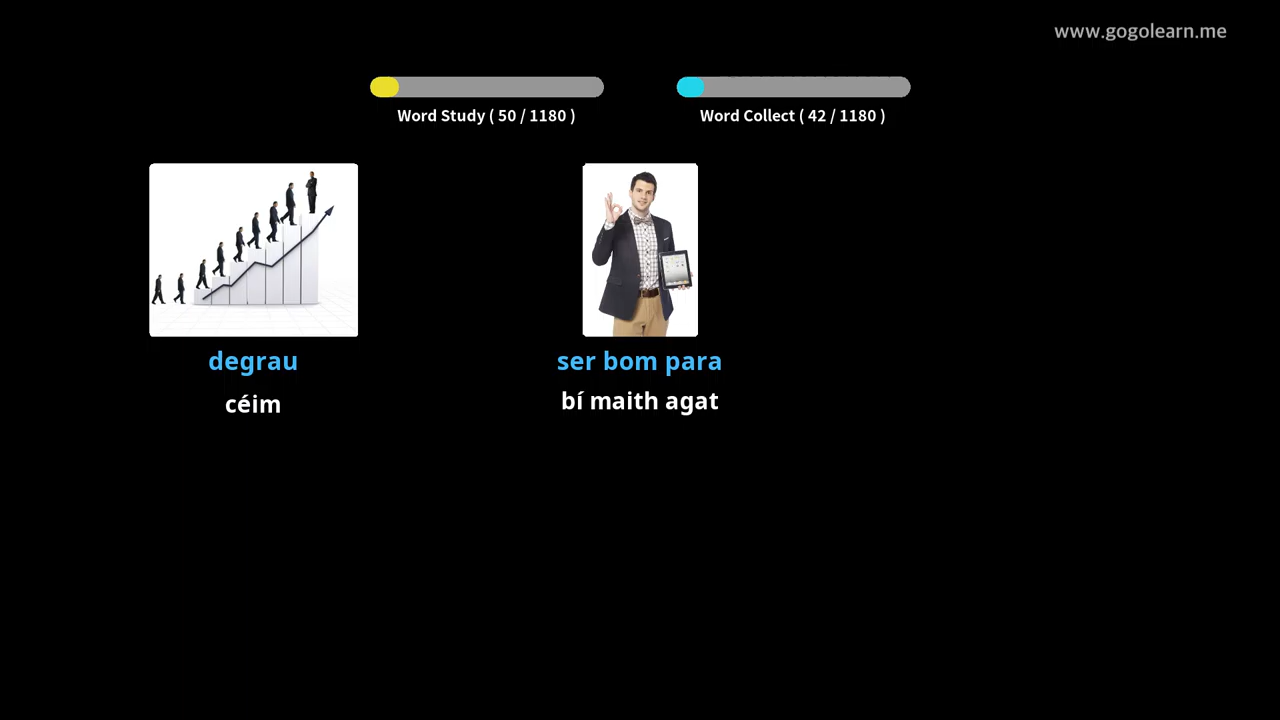 www.gogolearn.me
Word Study ( 50 / 1180 )
Word Collect ( 42 / 1180 )
degrau
céim
ser bom para
bí maith agat